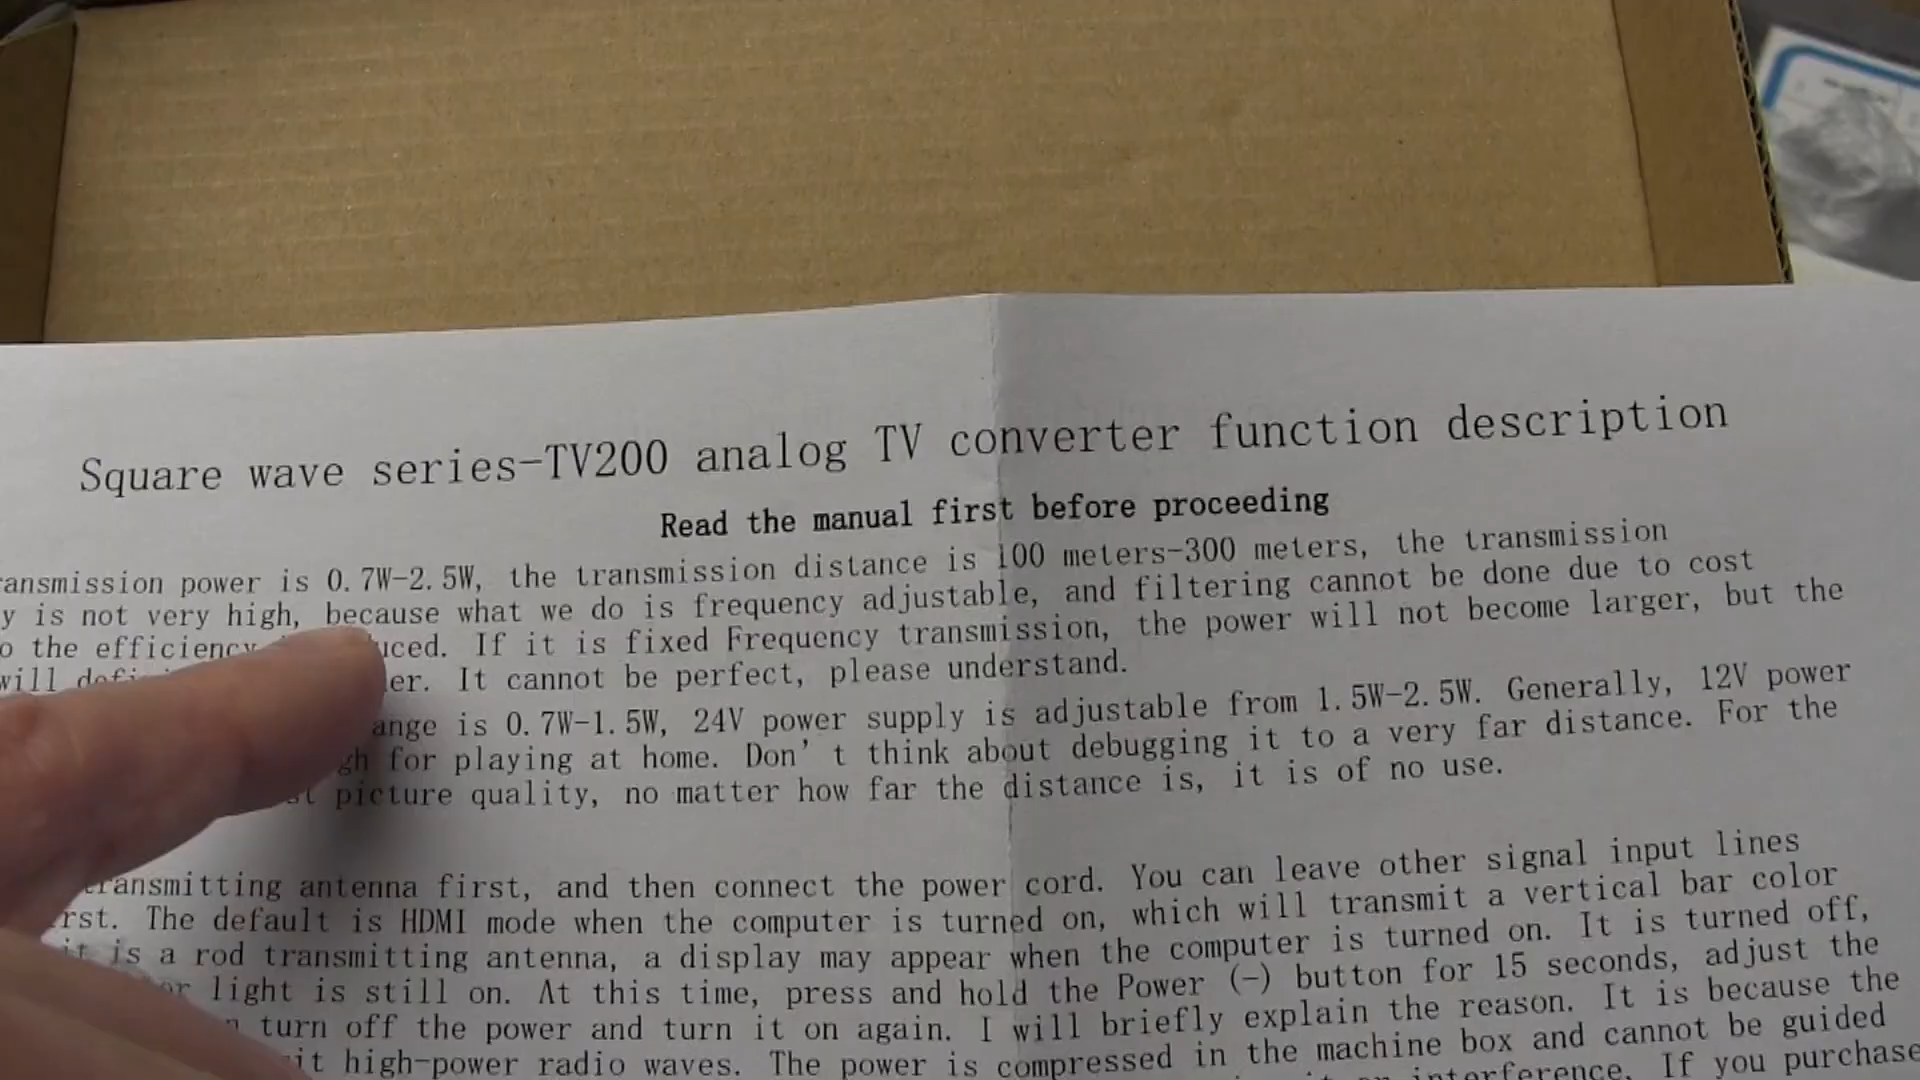 Square wave series-TV200 analog TV converter function description
Read the manual first before proceeding
ansmission power is 0.7W-2.5W, the transmission distance is 100 meters-300 meters, the transmission
y is not very high, because what we do is frequency adjustable, and filtering cannot be done due to cost
o the efficiency uced. If it is fixed Frequency transmission, the power will not become larger, but the
will er. It cannot be perfect, please understand.
ange is 0.7W-1.5W, 24V power supply is adjustable from 1.5W-2.5W. Generally, 12V power
gh for playing at home. Don't think about debugging it to a very far distance. For the
st picture quality, no matter how far the distance is, it is of no use.
transmitting antenna first, and then connect the power cord. You can leave other signal input lines
rst. The default is HDMI mode when the computer is turned on, which will transmit a vertical bar color
it is a rod transmitting antenna, a display may appear when the computer is turned on. It is turned off,
or light is still on. At this time, press and hold the Power (-) button for 15 seconds, adjust the
n turn off the power and turn it on again. I will briefly explain the reason. It is because the
it high-power radio waves. The power is compressed in the machine box and cannot be guided
interference. If you purchase